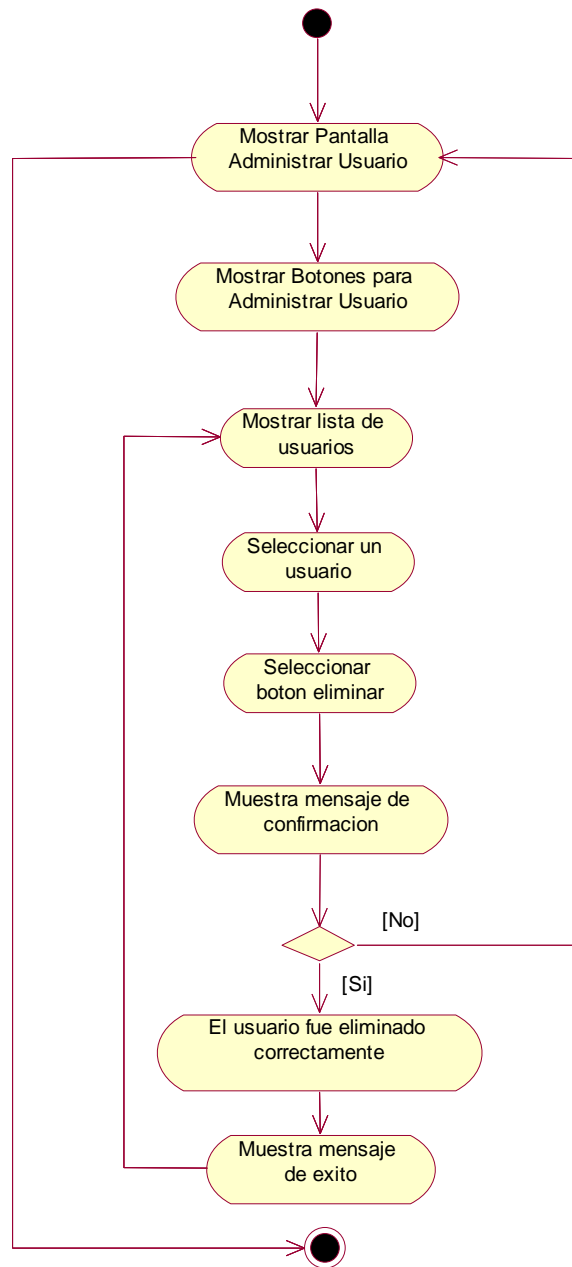 Mostrar Pantalla
Administrar Usuario
Mostrar Botones para
Administrar Usuario
Mostrar lista de
usuarios
Seleccionar un
usuario
Seleccionar
boton eliminar
Muestra mensaje de
confirmacion
[No]
[Si]
El usuario fue eliminado
correctamente
Muestra mensaje
de exito